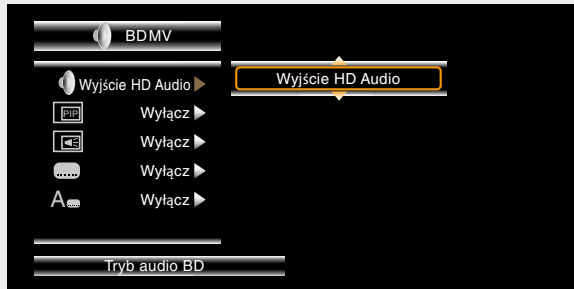 BDMV
Wyjście HD Audio
Wyjście HD Audio
PIP
Wyłącz
Wyłącz
Wyłącz
A
Wyłącz
Tryb audio BD